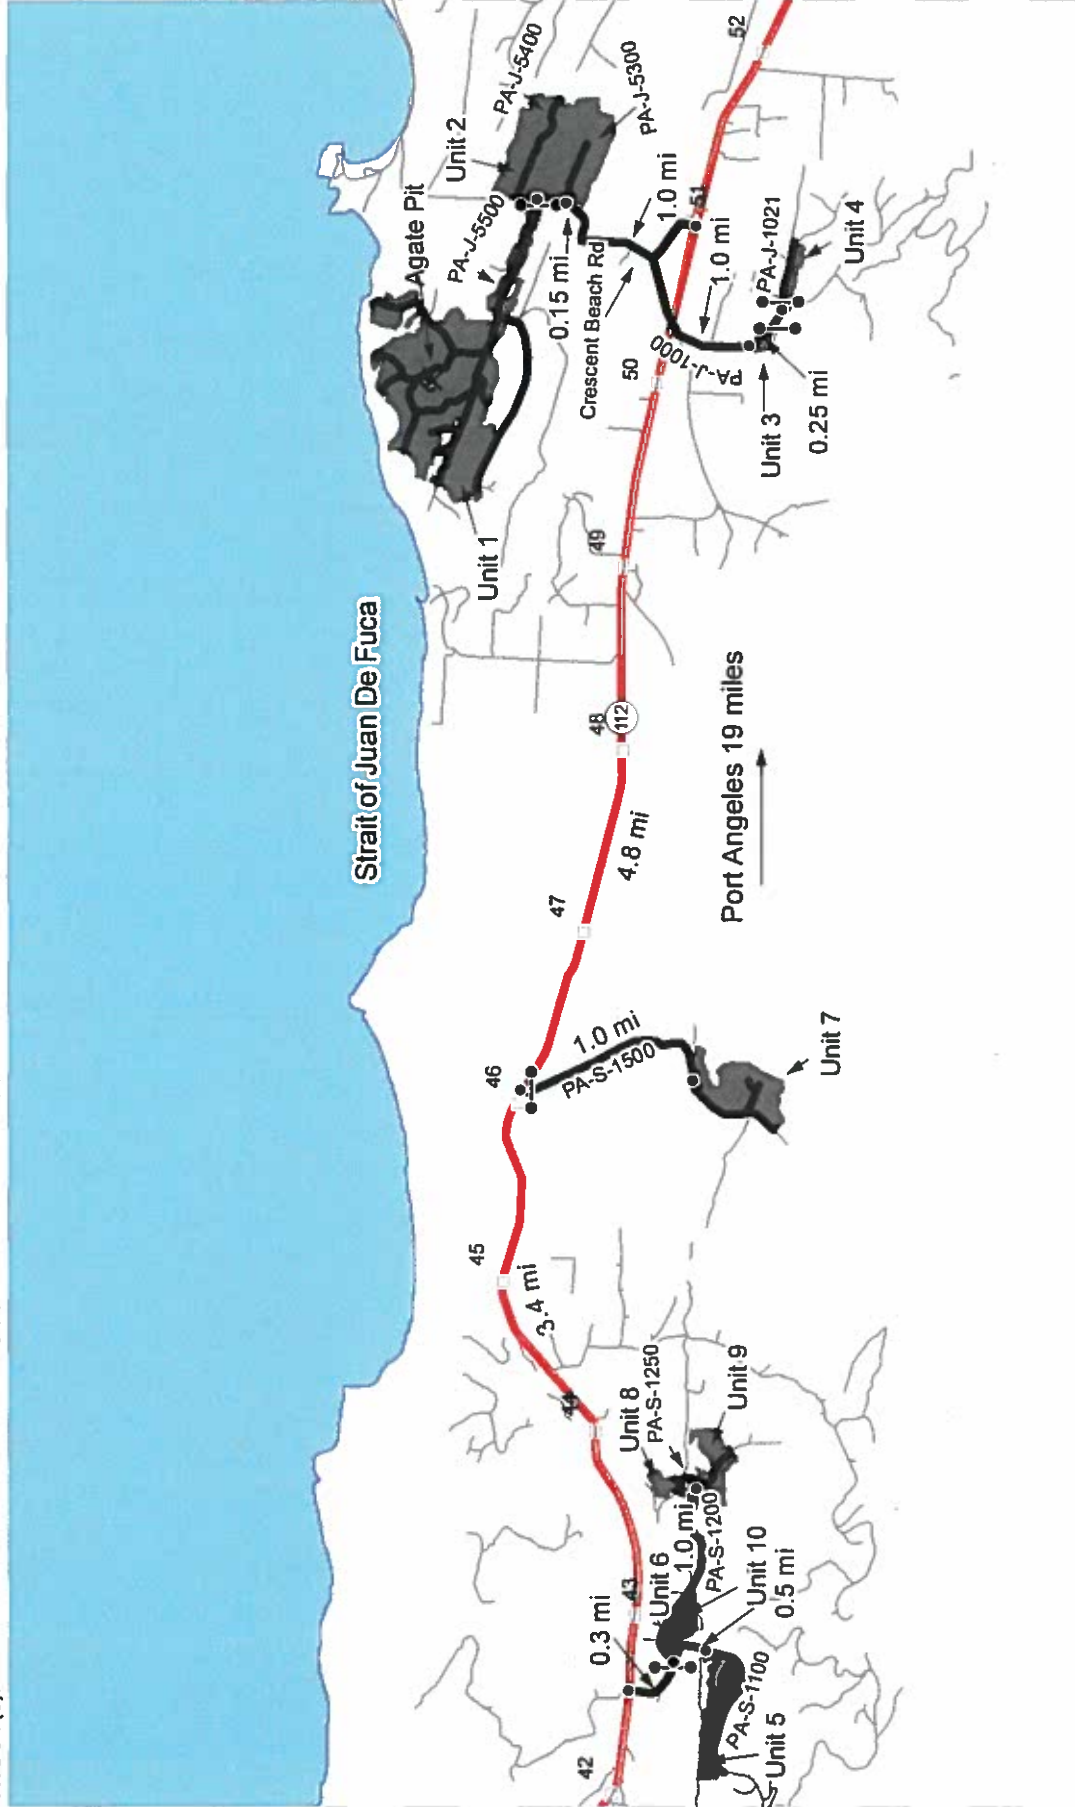 Strait of Juan De Fuca
Agate Pit
Unit 2
PA-J-5400
PA-J-5300
PA-J-5500
Unit 1
0.15 mi
Crescent Beach Rd
1.0 mi
1.0 mi
PA-J-1000
PA-J-1021
Unit 4
Unit 3
0.25 mi
42
43
44
45
46
47
48
49
50
51
52
112
4.8 mi
3.4 mi
Port Angeles 19 miles
1.0 mi
PA-S-1500
Unit 7
Unit 8
PA-S-1250
Unit 9
1.0 mi
PA-S-1200
Unit 6
Unit 10
0.5 mi
0.3 mi
PA-S-1100
Unit 5